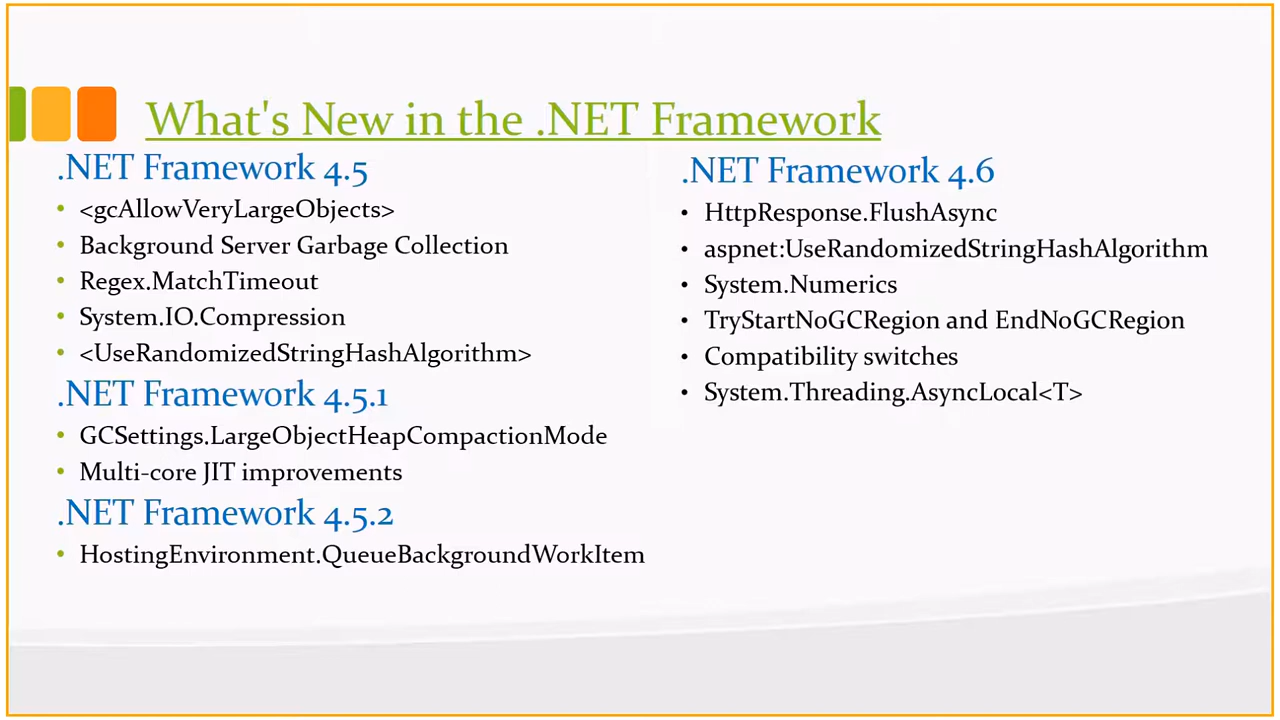 What's New in the .NET Framework
.NET Framework 4.5
• <gcAllowVeryLargeObjects>
• Background Server Garbage Collection
• Regex.MatchTimeout
• System.IO.Compression
• <UseRandomizedStringHashAlgorithm>
.NET Framework 4.5.1
• GCSettings.LargeObjectHeapCompactionMode
• Multi-core JIT improvements
.NET Framework 4.5.2
• HostingEnvironment.QueueBackgroundWorkItem
.NET Framework 4.6
• HttpResponse.FlushAsync
• aspnet:UseRandomizedStringHashAlgorithm
• System.Numerics
• TryStartNoGCRegion and EndNoGCRegion
• Compatibility switches
• System.Threading.AsyncLocal<T>